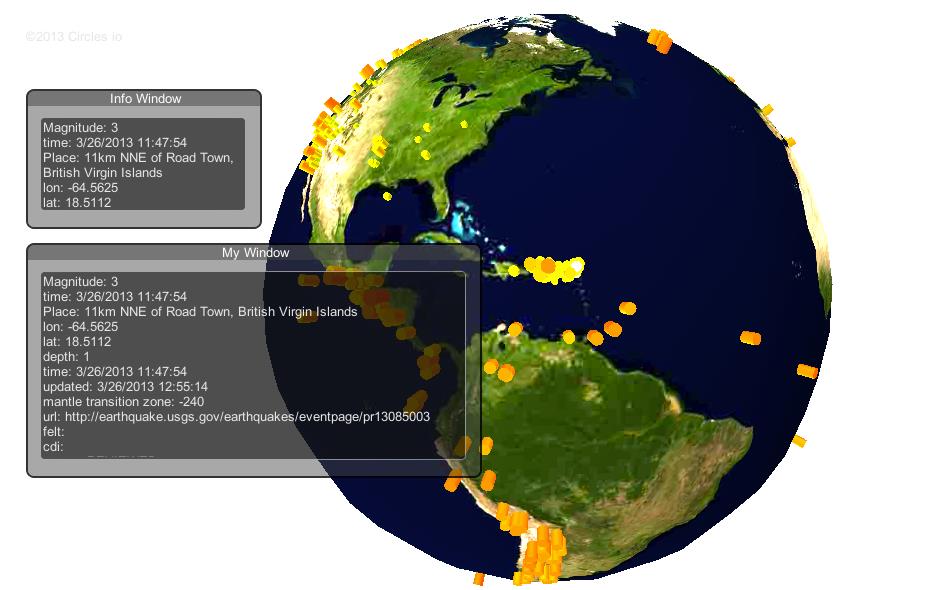 ©2013 Circles io
Info Window
Magnitude: 3
time: 3/26/2013 11:47:54
Place: 11km NNE of Road Town,
British Virgin Islands
lon: -64.5625
lat: 18.5112
My Window
Magnitude: 3
time: 3/26/2013 11:47:54
Place: 11km NNE of Road Town, British Virgin Islands
lon: -64.5625
lat: 18.5112
depth: 1
time: 3/26/2013 11:47:54
updated: 3/26/2013 12:55:14
mantle transition zone: -240
url: http://earthquake.usgs.gov/earthquakes/eventpage/pr13085003
felt:
cdi: